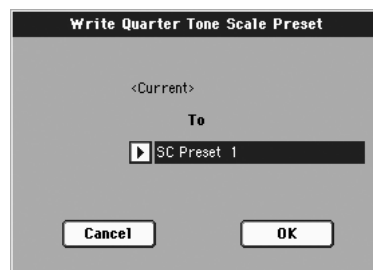 Write Quarter Tone Scale Preset
<Current>
To
SC Preset 1
Cancel OK